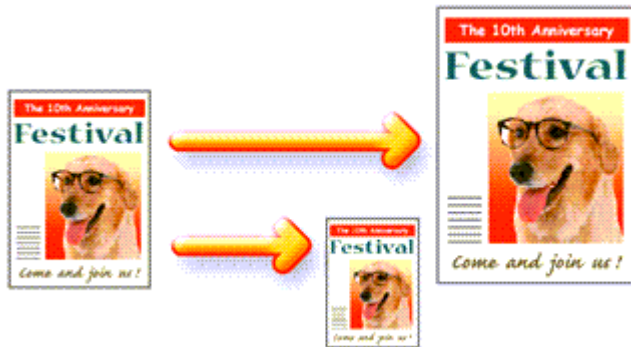 The 10th Anniversary
Festival
Come and join us!
The 10th Anniversary
Festival
Come and join us!
The 10th Anniversary
Festival
Come and join us!